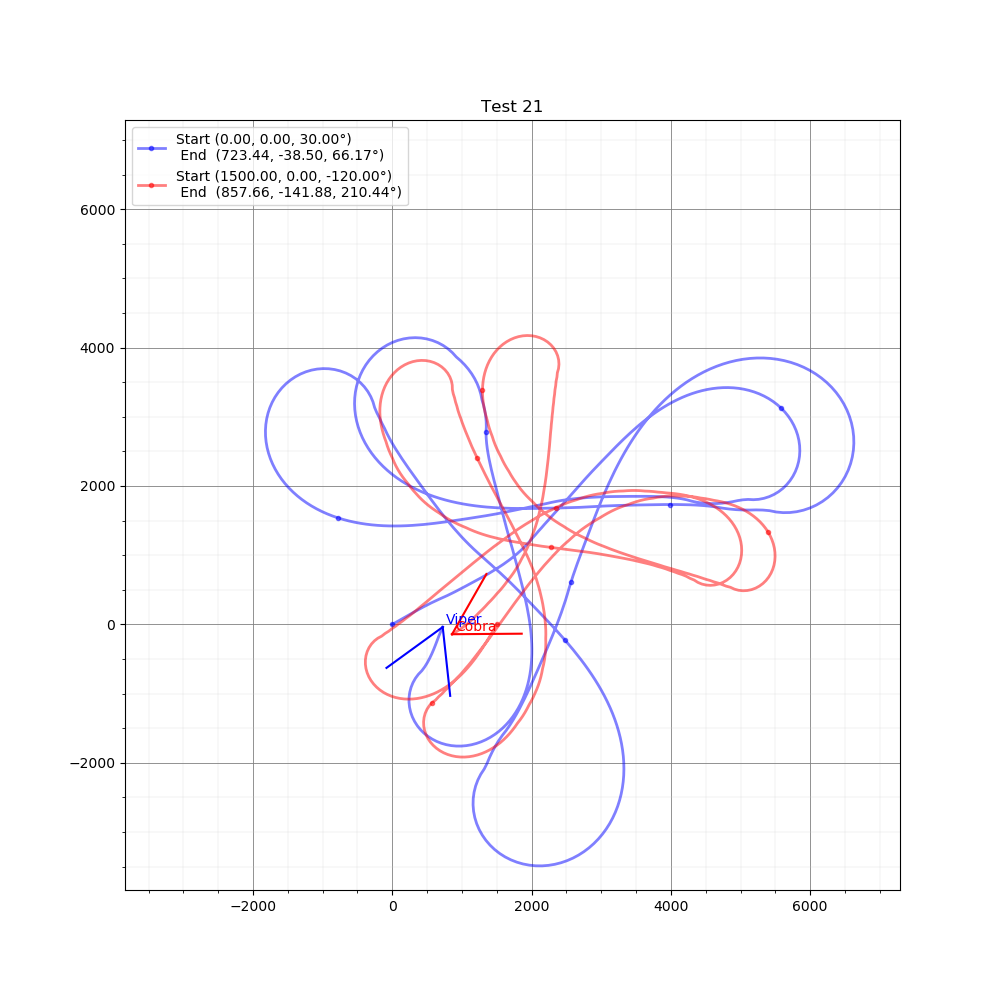 Test 21
Start (0.00, 0.00, 30.00°)
End  (723.44, -38.50, 66.17°)
Start (1500.00, 0.00, -120.00°)
End  (857.66, -141.88, 210.44°)
6000
4000
2000
0
−2000
Viper
Cobra
−2000
0
2000
4000
6000